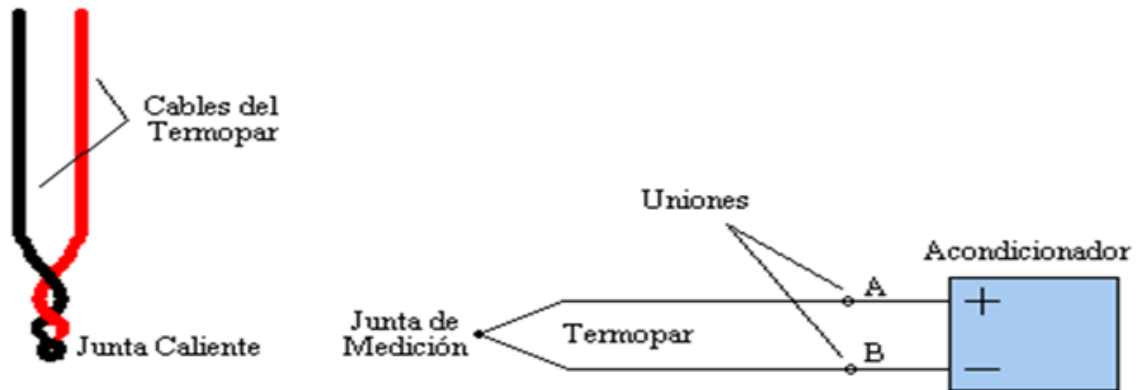 Cables del
Termopar
Junta Caliente
Uniones
Acondicionador
A
+
Junta de
Medición
Termopar
B
—